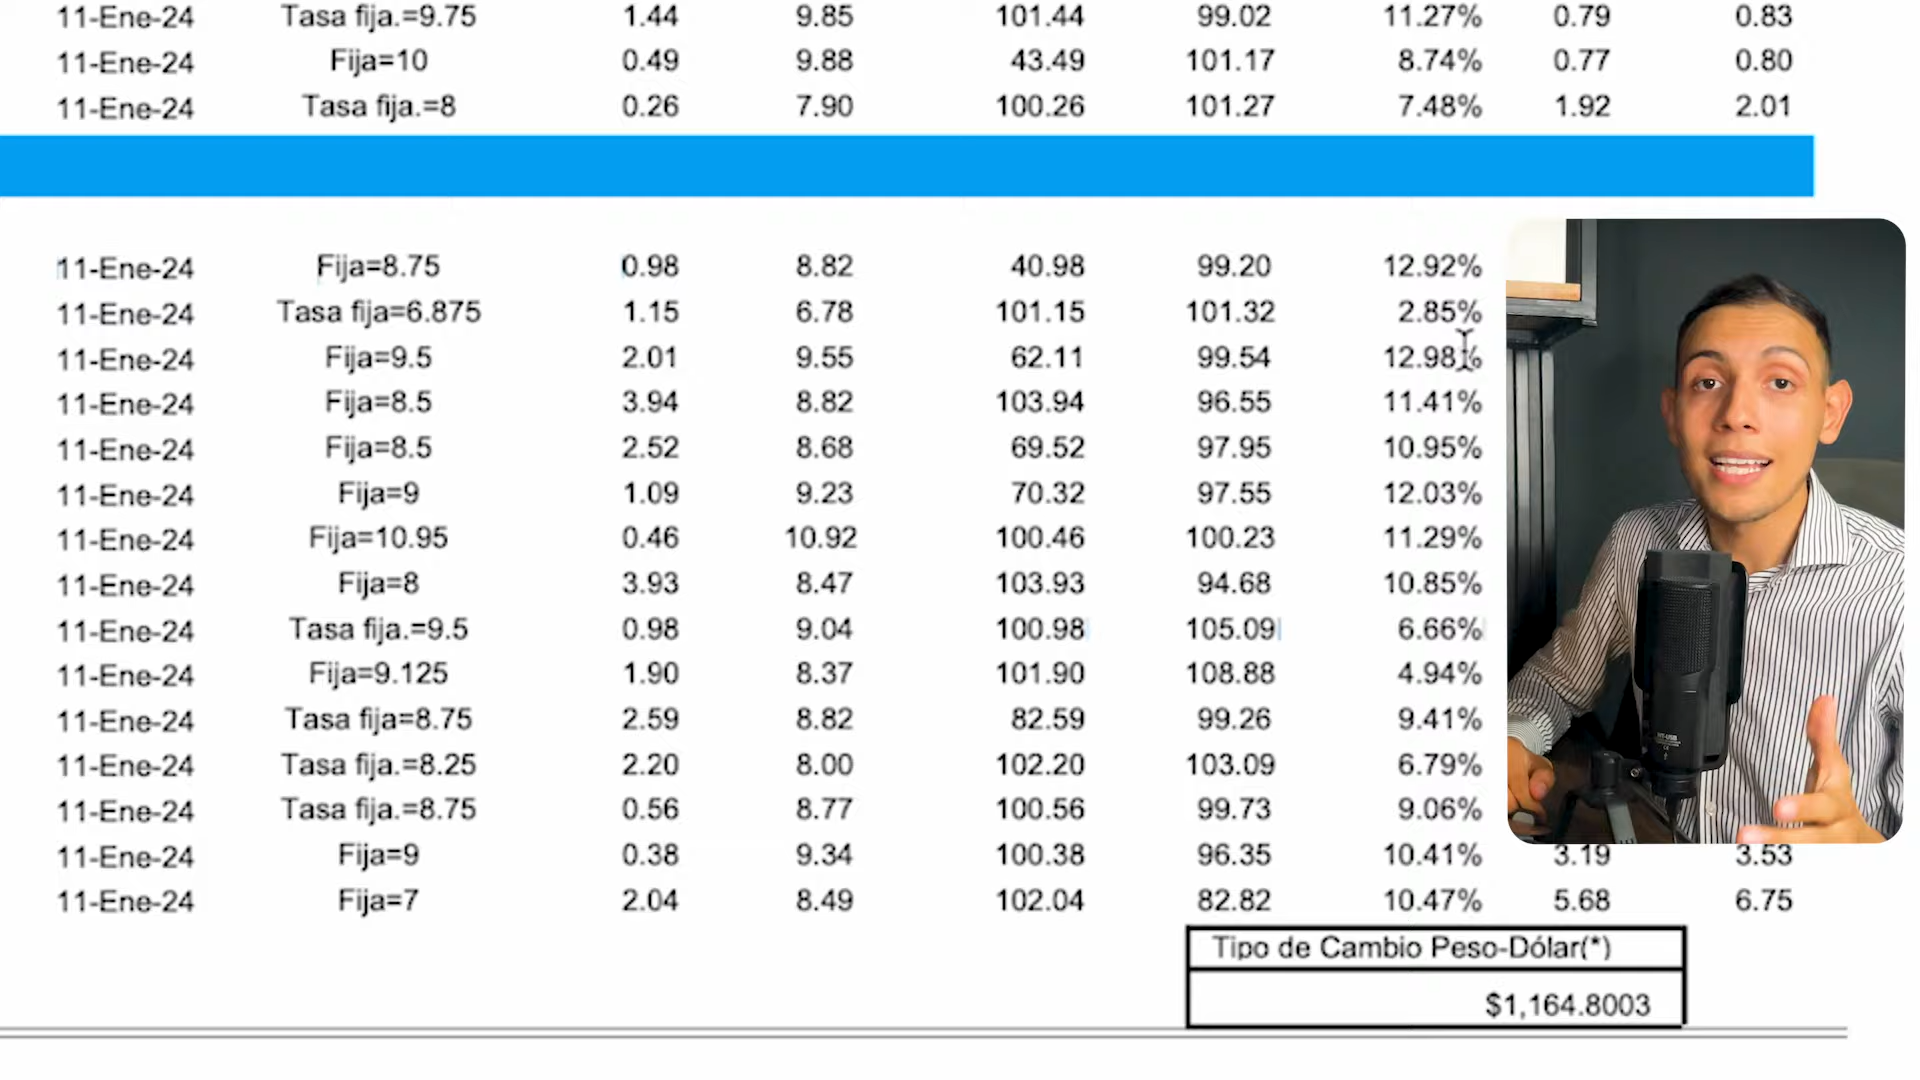 11-Ene-24 Tasa fija.=9.75 1.44 9.85 101.44 99.02 11.27% 0.79 0.83
11-Ene-24 Fija=10 0.49 9.88 43.49 101.17 8.74% 0.77 0.80
11-Ene-24 Tasa fija.=8 0.26 7.90 100.26 101.27 7.48% 1.92 2.01
11-Ene-24 Fija=8.75 0.98 8.82 40.98 99.20 12.92%
11-Ene-24 Tasa fija=6.875 1.15 6.78 101.15 101.32 2.85%
11-Ene-24 Fija=9.5 2.01 9.55 62.11 99.54 12.98%
11-Ene-24 Fija=8.5 3.94 8.82 103.94 96.55 11.41%
11-Ene-24 Fija=8.5 2.52 8.68 69.52 97.95 10.95%
11-Ene-24 Fija=9 1.09 9.23 70.32 97.55 12.03%
11-Ene-24 Fija=10.95 0.46 10.92 100.46 100.23 11.29%
11-Ene-24 Fija=8 3.93 8.47 103.93 94.68 10.85%
11-Ene-24 Tasa fija.=9.5 0.98 9.04 100.98 105.09 6.66%
11-Ene-24 Fija=9.125 1.90 8.37 101.90 108.88 4.94%
11-Ene-24 Tasa fija=8.75 2.59 8.82 82.59 99.26 9.41%
11-Ene-24 Tasa fija.=8.25 2.20 8.00 102.20 103.09 6.79%
11-Ene-24 Tasa fija.=8.75 0.56 8.77 100.56 99.73 9.06%
11-Ene-24 Fija=9 0.38 9.34 100.38 96.35 10.41% 3.19 3.53
11-Ene-24 Fija=7 2.04 8.49 102.04 82.82 10.47% 5.68 6.75
Tipo de Cambio Peso-Dólar(*)
$1,164.8003